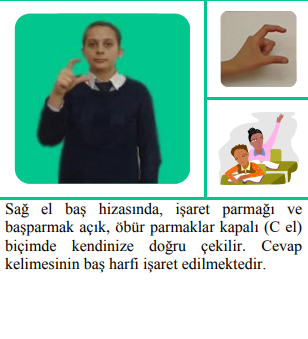 Sağ el baş hizasında, işaret parmağı ve
başparmak açık, öbür parmaklar kapalı (C el)
biçimde kendinize doğru çekilir. Cevap
kelimesinin baş harfi işaret edilmektedir.